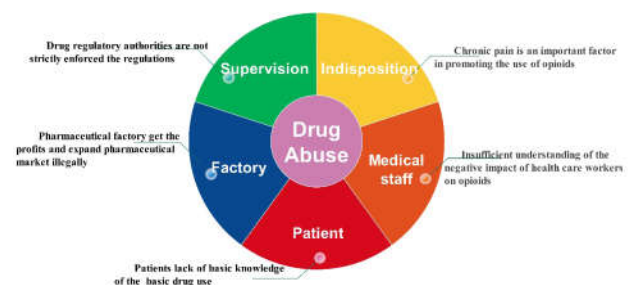 Drug regulatory authorities are not
strictly enforced the regulations
Supervision
Indisposition
Chronic pain is an important factor
in promoting the use of opioids
Pharmaceutical factory get the
profits and expand pharmaceutical
market illegally
Factory
Drug
Abuse
Medical
staff
Insufficient understanding of the
negative impact of health care workers
on opioids
Patient
Patients lack of basic knowledge
of the basic drug use